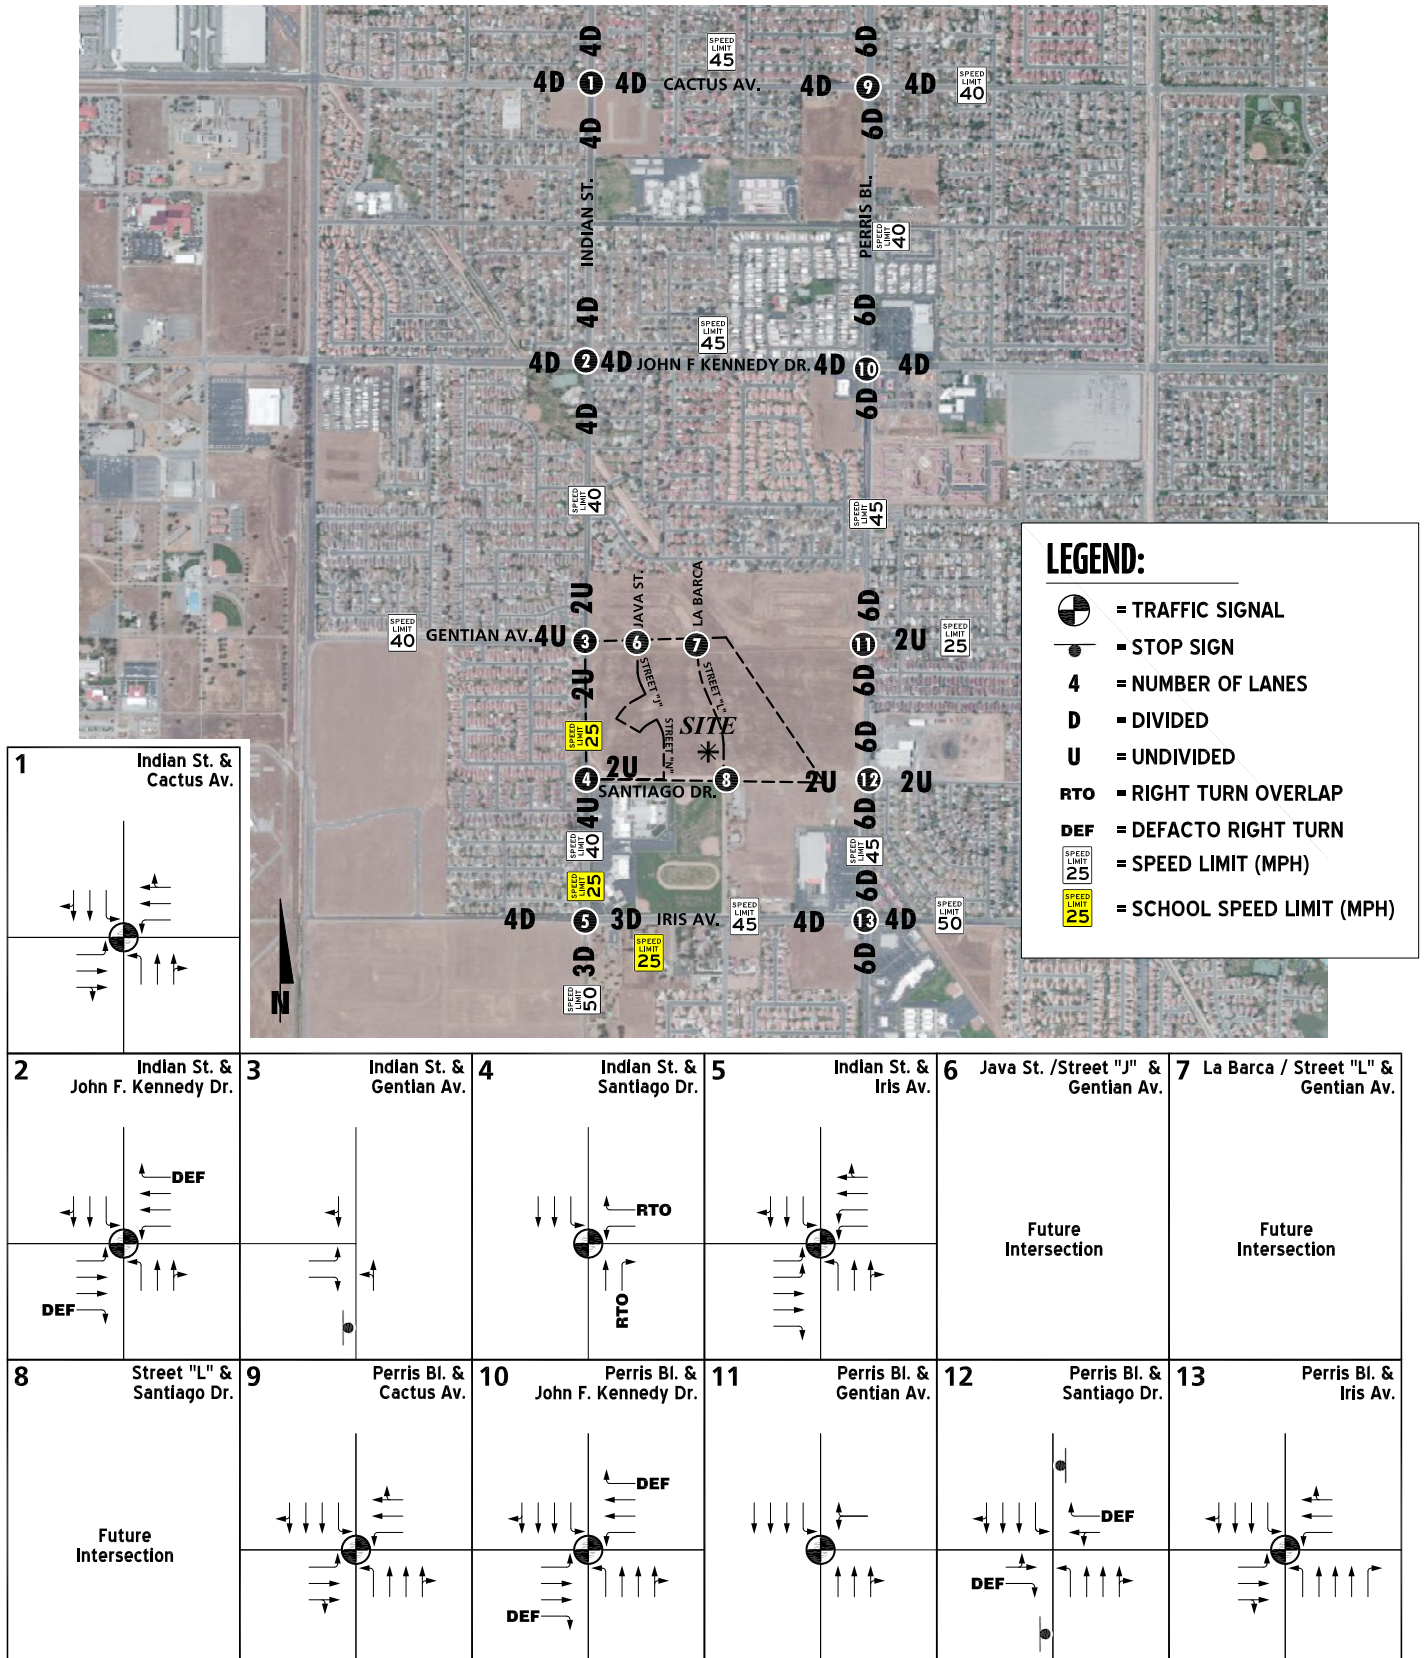 4D
6D
SPEED LIMIT 45
4D 1 4D CACTUS AV. 4D 9 4D
SPEED LIMIT 40
4D
6D
INDIAN ST.
PERRIS BL.
SPEED LIMIT 40
4D
6D
SPEED LIMIT 45
4D 2 4D JOHN F KENNEDY DR. 4D 10 4D
4D
6D
SPEED LIMIT 40
SPEED LIMIT 45
2U
JAVA ST.
LA BARCA
6D
SPEED LIMIT 40
GENTIAN AV. 4U 3 6 7 11 2U
SPEED LIMIT 25
2U
STREET "J"
STREET "L"
6D
SPEED LIMIT 25
STREET "N"
SITE
6D
4 2U 8 2U 12 2U
SANTIAGO DR.
4U
6D
SPEED LIMIT 40
SPEED LIMIT 45
SPEED LIMIT 25
6D
4D 5 3D IRIS AV.
SPEED LIMIT 45
4D 13 4D
SPEED LIMIT 50
SPEED LIMIT 25
3D
6D
SPEED LIMIT 50
N
LEGEND:
= TRAFFIC SIGNAL
= STOP SIGN
4 = NUMBER OF LANES
D = DIVIDED
U = UNDIVIDED
RTO = RIGHT TURN OVERLAP
DEF = DEFACTO RIGHT TURN
SPEED LIMIT 25 = SPEED LIMIT (MPH)
SPEED LIMIT 25 = SCHOOL SPEED LIMIT (MPH)
1 Indian St. &
Cactus Av.
2 Indian St. &
John F. Kennedy Dr.
DEF
DEF
3 Indian St. &
Gentian Av.
4 Indian St. &
Santiago Dr.
RTO
RTO
5 Indian St. &
Iris Av.
6 Java St. /Street "J" &
Gentian Av.
Future
Intersection
7 La Barca / Street "L" &
Gentian Av.
Future
Intersection
8 Street "L" &
Santiago Dr.
Future
Intersection
9 Perris Bl. &
Cactus Av.
10 Perris Bl. &
John F. Kennedy Dr.
DEF
DEF
11 Perris Bl. &
Gentian Av.
12 Perris Bl. &
Santiago Dr.
DEF
DEF
13 Perris Bl. &
Iris Av.